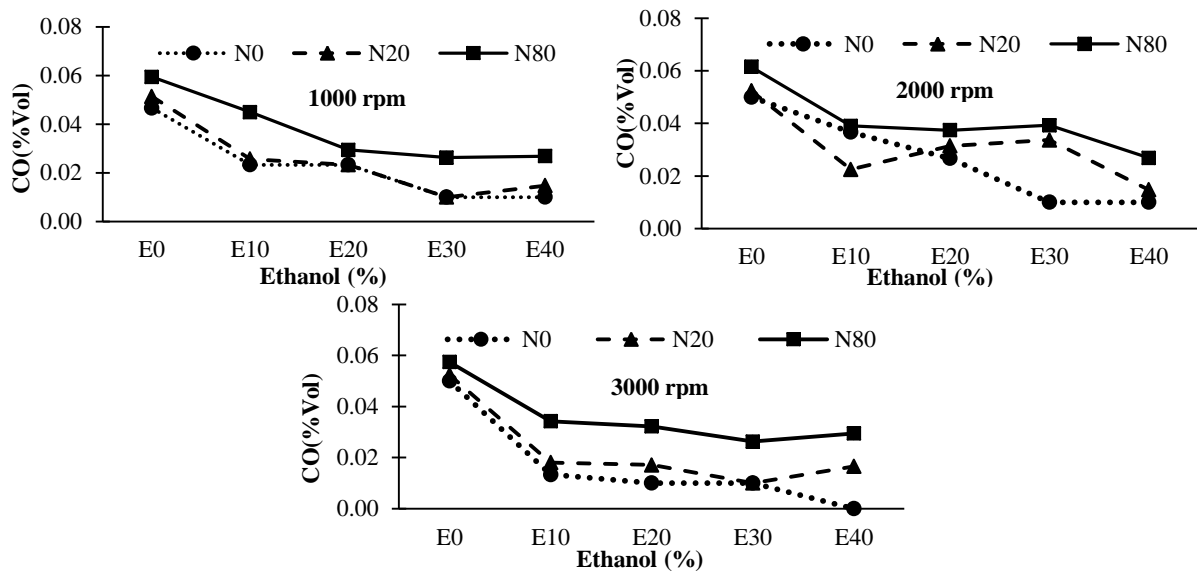 N0 N20 N80
1000 rpm
CO(%Vol)
0.08
0.06
0.04
0.02
0.00
E0 E10 E20 E30 E40
Ethanol (%)
N0 N20 N80
2000 rpm
CO(%Vol)
0.08
0.06
0.04
0.02
0.00
E0 E10 E20 E30 E40
Ethanol (%)
N0 N20 N80
3000 rpm
CO(%Vol)
0.08
0.06
0.04
0.02
0.00
E0 E10 E20 E30 E40
Ethanol (%)